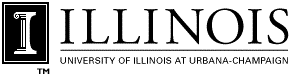 I ILLINOIS
UNIVERSITY OF ILLINOIS AT URBANA-CHAMPAIGN
TM